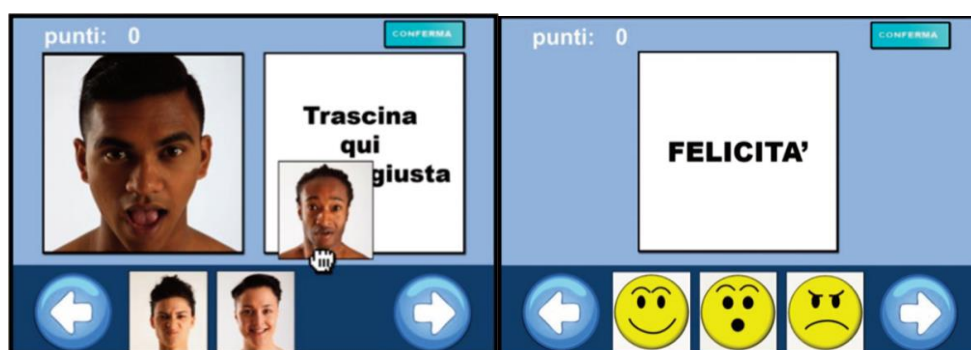 punti: 0
CONFERMA
Trascina
qui
giusta
punti: 0
CONFERMA
FELICITA'